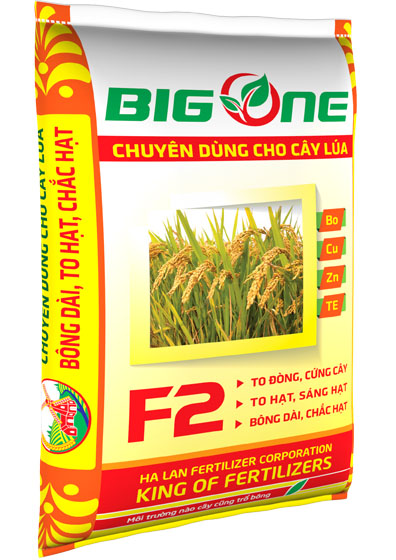 BIG ONE
CHUYÊN DÙNG CHO CÂY LÚA
Bo
Cu
Zn
TE
F2
TO ĐÒNG, CỨNG CÂY
TO HẠT, SÁNG HẠT
BÔNG DÀI, CHẮC HẠT
HA LAN FERTILIZER CORPORATION
KING OF FERTILIZERS
Môi trường nào cây cũng trổ bông
CHUYÊN DÙNG CHO CÂY LÚA
BÔNG DÀI, TO HẠT, CHẮC HẠT